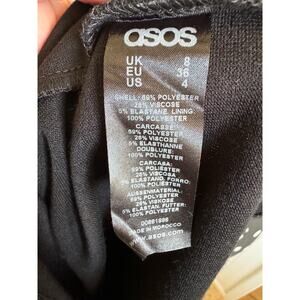 asos
UK 8
EU 36
US 4
SHELL: 69% POLYESTER
26% VISCOSE
5% ELASTANE. LINING:
100% POLYESTER
CARCASSE:
69% POLYESTER
26% VISCOSE
5% ELASTHANNE
DOUBLURE:
100% POLYESTER
CARCASA:
69% POLIÉSTER
26% VISCOSA
5% ELASTANO. FORRO:
100% POLIÉSTER
AUSSENMATERIAL:
69% POLYESTER
26% VISKOSE
5% ELASTAN. FUTTER:
100% POLYESTER
MADE IN MOROCCO
www.asos.com